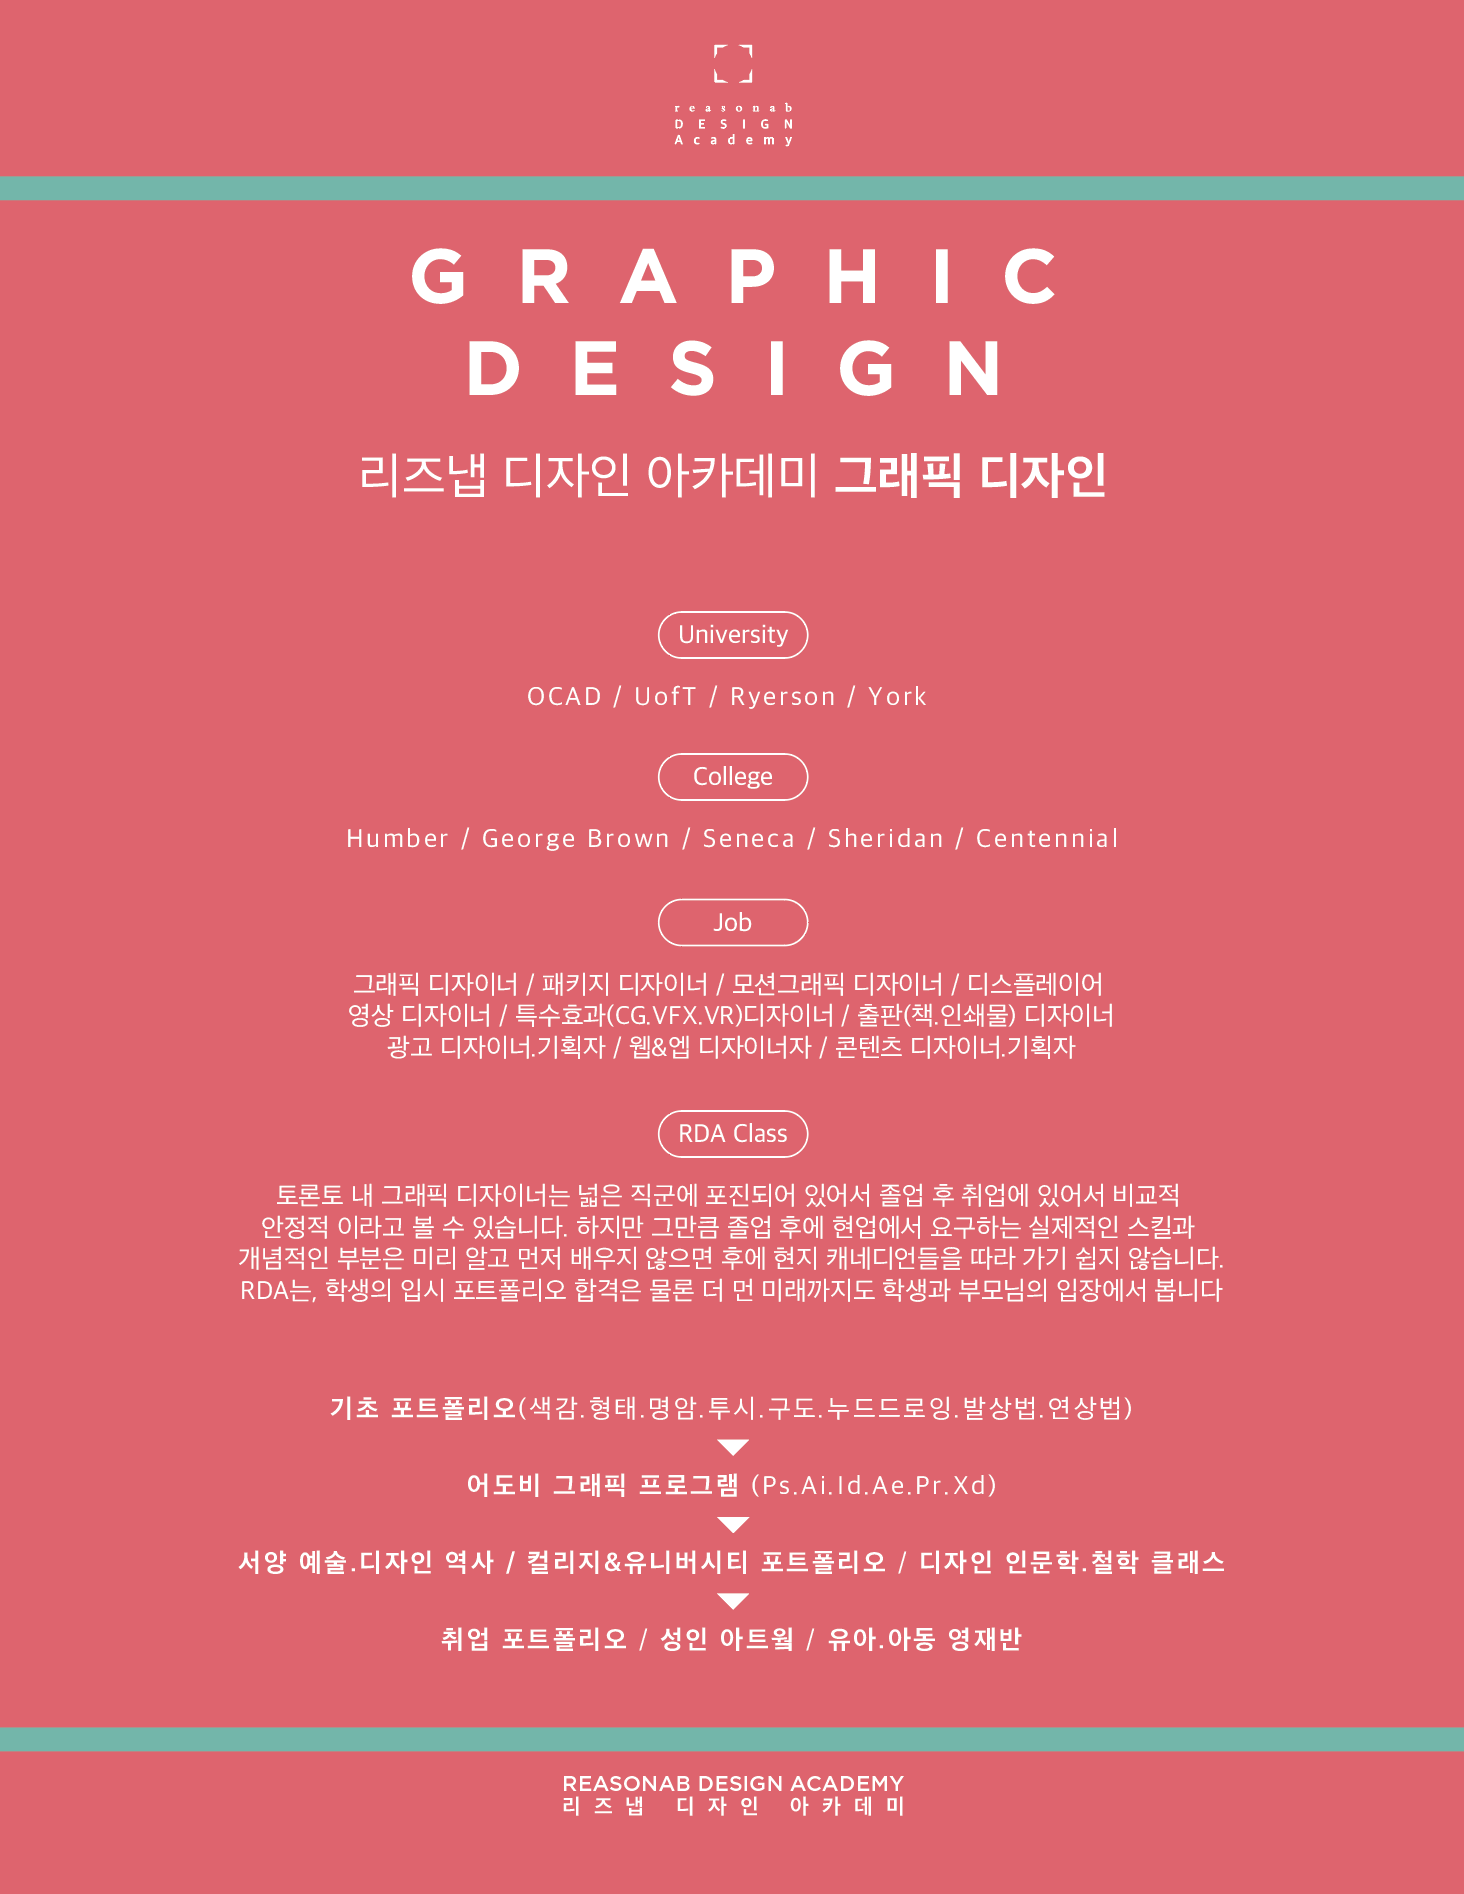 reasonab
DESIGN
Academy
GRAPHIC
DESIGN
리즈냅 디자인 아카데미 그래픽 디자인
University
OCAD / UofT / Ryerson / York
College
Humber / George Brown / Seneca / Sheridan / Centennial
Job
그래픽 디자이너 / 패키지 디자이너 / 모션그래픽 디자이너 / 디스플레이어
영상 디자이너 / 특수효과(CG.VFX.VR)디자이너 / 출판(책.인쇄물) 디자이너
광고 디자이너.기획자 / 웹&엡 디자이너자 / 콘텐츠 디자이너.기획자
RDA Class
토론토 내 그래픽 디자이너는 넓은 직군에 포진되어 있어서 졸업 후 취업에 있어서 비교적
안정적 이라고 볼 수 있습니다. 하지만 그만큼 졸업 후에 현업에서 요구하는 실제적인 스킬과
개념적인 부분은 미리 알고 먼저 배우지 않으면 후에 현지 캐네디언들을 따라 가기 쉽지 않습니다.
RDA는, 학생의 입시 포트폴리오 합격은 물론 더 먼 미래까지도 학생과 부모님의 입장에서 봅니다
기초 포트폴리오(색감.형태.명암.투시.구도.누드드로잉.발상법.연상법)
어도비 그래픽 프로그램 (Ps.Ai.Id.Ae.Pr.Xd)
서양 예술.디자인 역사 / 컬리지&유니버시티 포트폴리오 / 디자인 인문학.철학 클래스
취업 포트폴리오 / 성인 아트웤 / 유아.아동 영재반
REASONAB DESIGN ACADEMY
리즈냅 디자인 아카데미